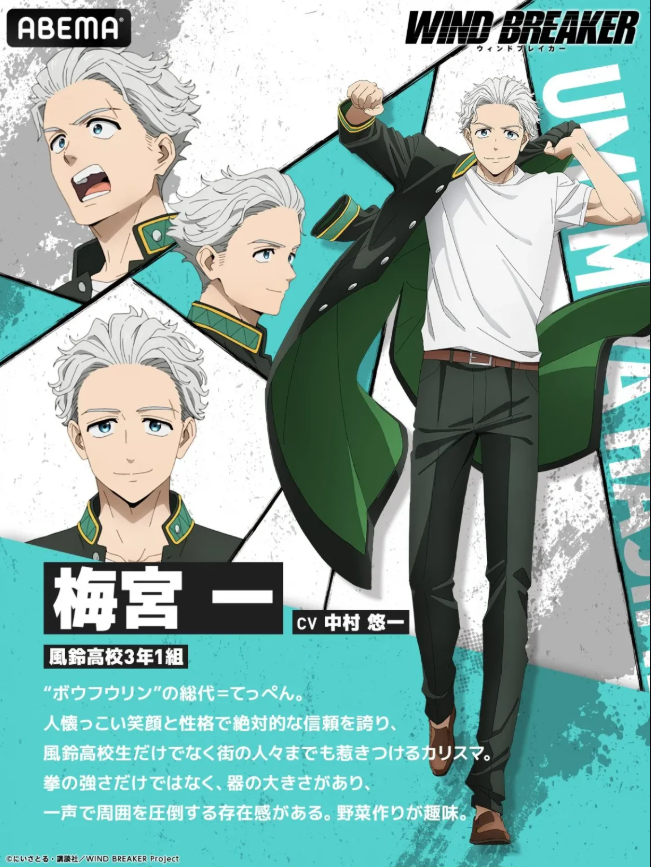 ABEMA
WIND BREAKER
ウィンドブレイカー
UMEMIYA HAJIME
梅宮 一
CV 中村 悠一
風鈴高校3年1組
“ボウフウリン”の総代=てっぺん。
人懐っこい笑顔と性格で絶対的な信頼を誇り、
風鈴高校生だけでなく街の人々までも惹きつけるカリスマ。
拳の強さだけではなく、器の大きさがあり、
一声で周囲を圧倒する存在感がある。野菜作りが趣味。
©にいさとる・講談社／WIND BREAKER Project